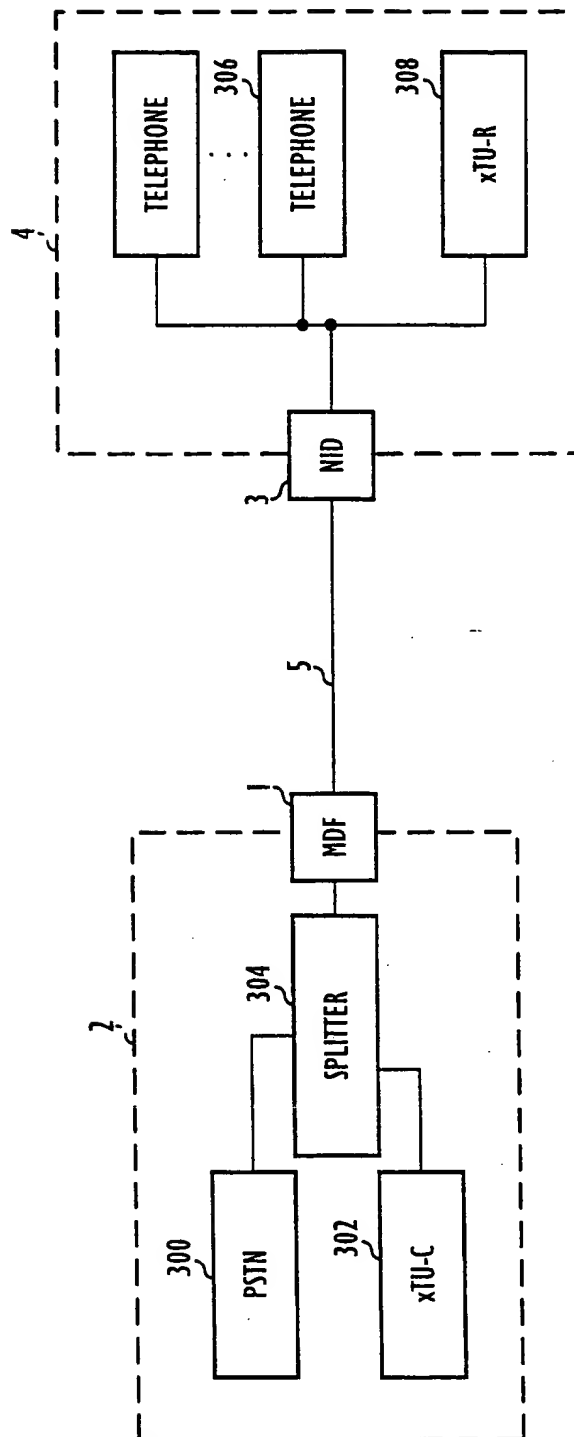 2'
300
PSTN
302
xTU-C
304
SPLITTER
1
MDF
5
3
NID
4'
TELEPHONE
306
TELEPHONE
308
xTU-R